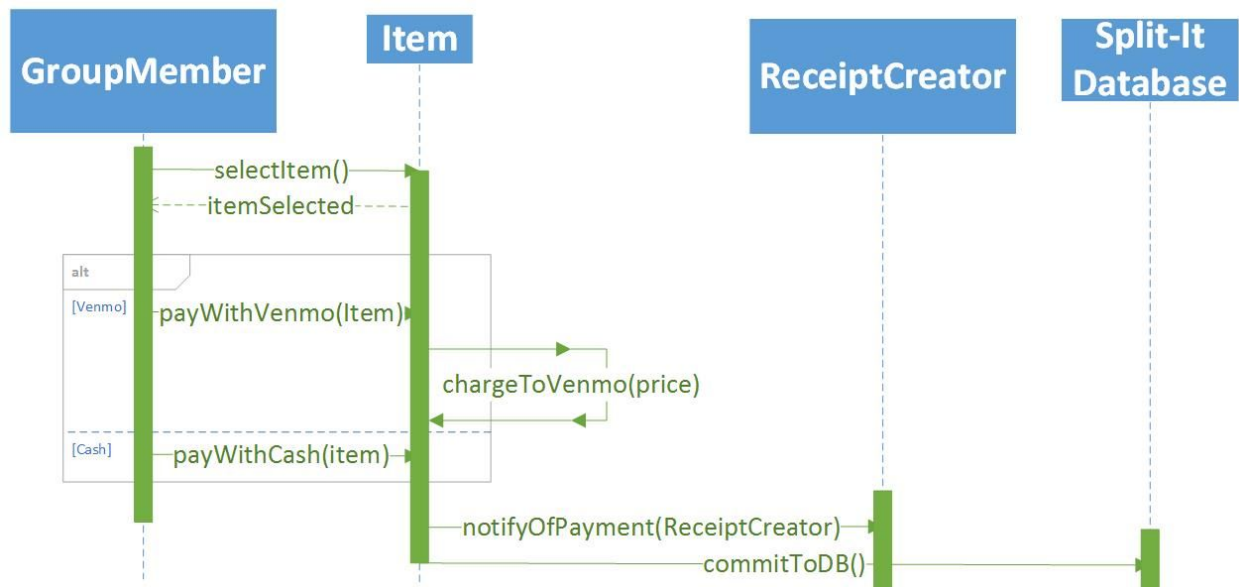 GroupMember
Item
ReceiptCreator
Split-It
Database
selectItem()
itemSelected
alt
[Venmo]
payWithVenmo(Item)
chargeToVenmo(price)
[Cash]
payWithCash(item)
notifyOfPayment(ReceiptCreator)
commitToDB()